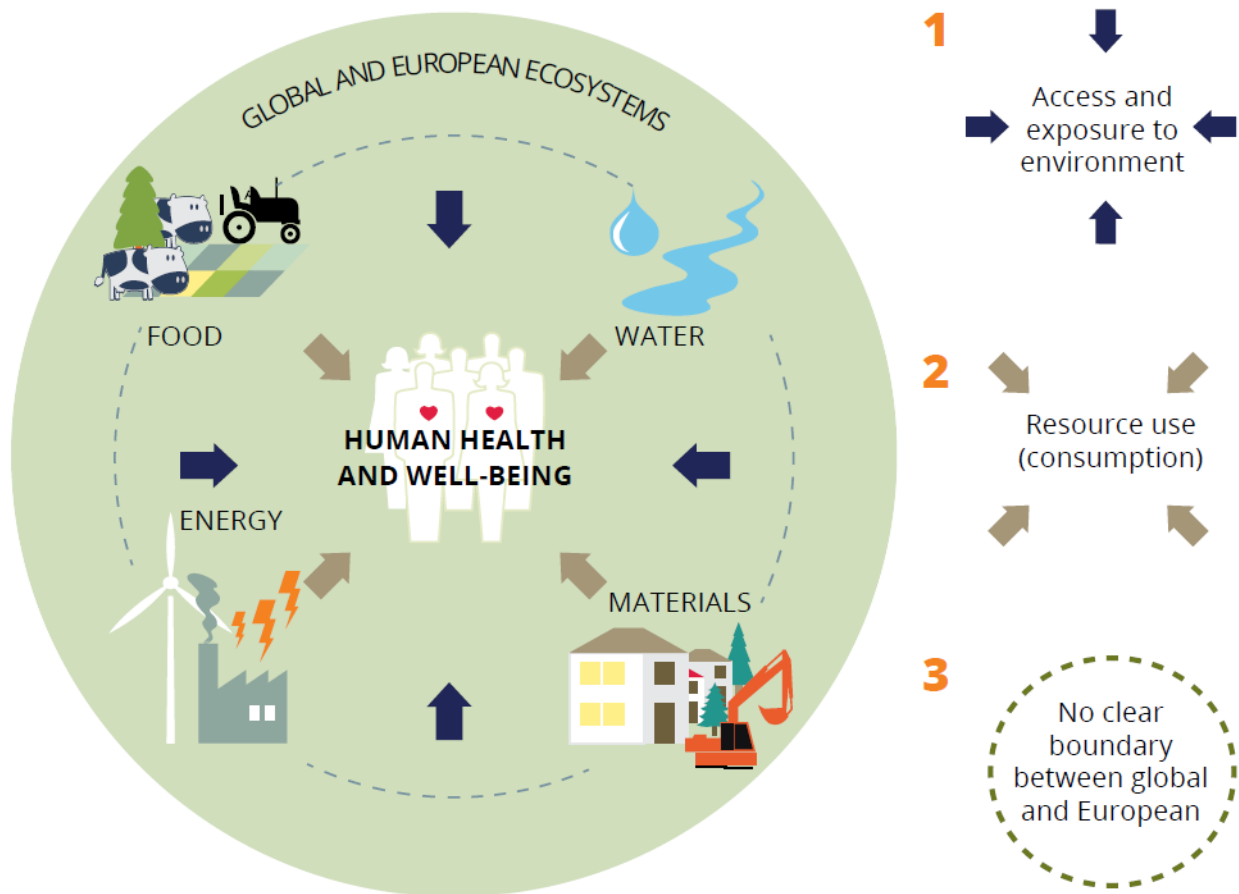 GLOBAL AND EUROPEAN ECOSYSTEMS
FOOD
WATER
HUMAN HEALTH
AND WELL-BEING
ENERGY
MATERIALS
1
Access and
exposure to
environment
2
Resource use
(consumption)
3
No clear
boundary
between global
and European